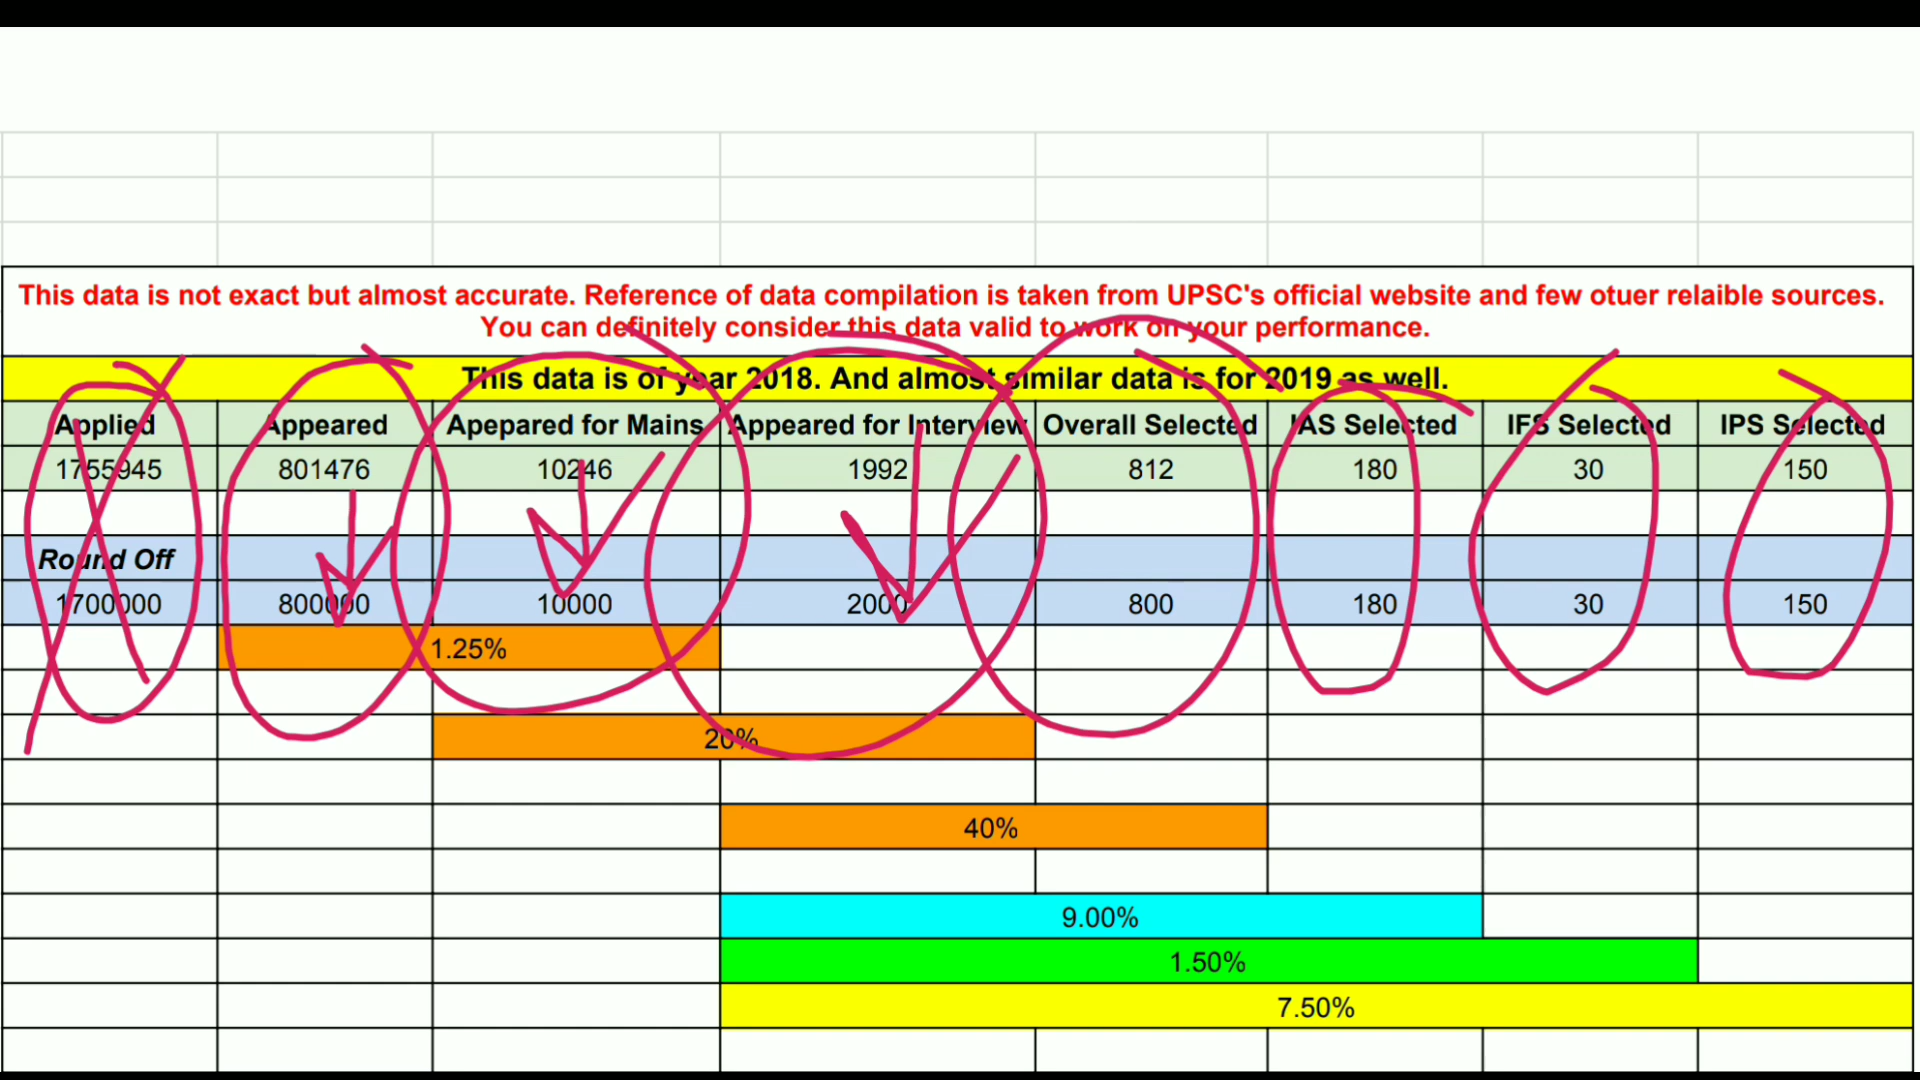 This data is not exact but almost accurate. Reference of data compilation is taken from UPSC's official website and few otuer relaible sources.
You can definitely consider this data valid to work on your performance.
This data is of year 2018. And almost similar data is for 2019 as well.
Applied Appeared Apepared for Mains Appeared for Interview Overall Selected IAS Selected IFS Selected IPS Selected
1755945 801476 10246 1992 812 180 30 150
Round Off
1700000 800000 10000 2000 800 180 30 150
1.25%
20%
40%
9.00%
1.50%
7.50%